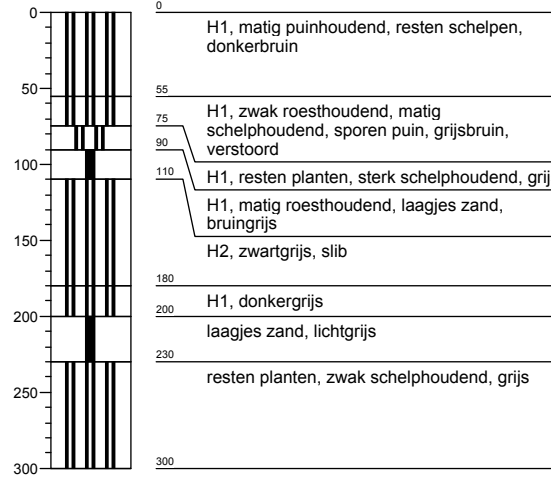 0
50
100
150
200
250
300
0
H1, matig puinhoudend, resten schelpen,
donkerbruin
55
H1, zwak roesthoudend, matig
schelphoudend, sporen puin, grijsbruin,
verstoord
75
H1, resten planten, sterk schelphoudend, grij
90
H1, matig roesthoudend, laagjes zand,
bruingrijs
110
H2, zwartgrijs, slib
180
H1, donkergrijs
200
laagjes zand, lichtgrijs
230
resten planten, zwak schelphoudend, grijs
300